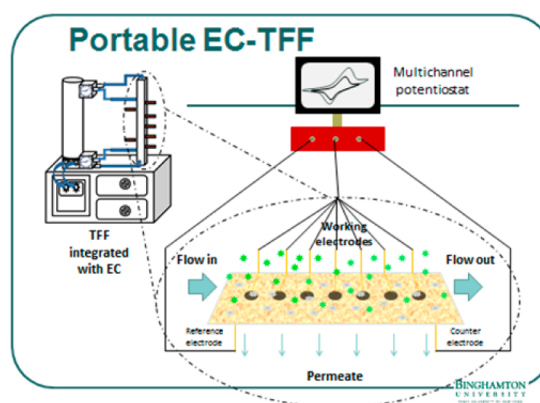 Portable EC-TFF
Multichannel
potentiostat
TFF
integrated
with EC
Working
electrodes
Flow in
Flow out
Reference
electrode
Counter
electrode
Permeate
BINGHAMTON
UNIVERSITY